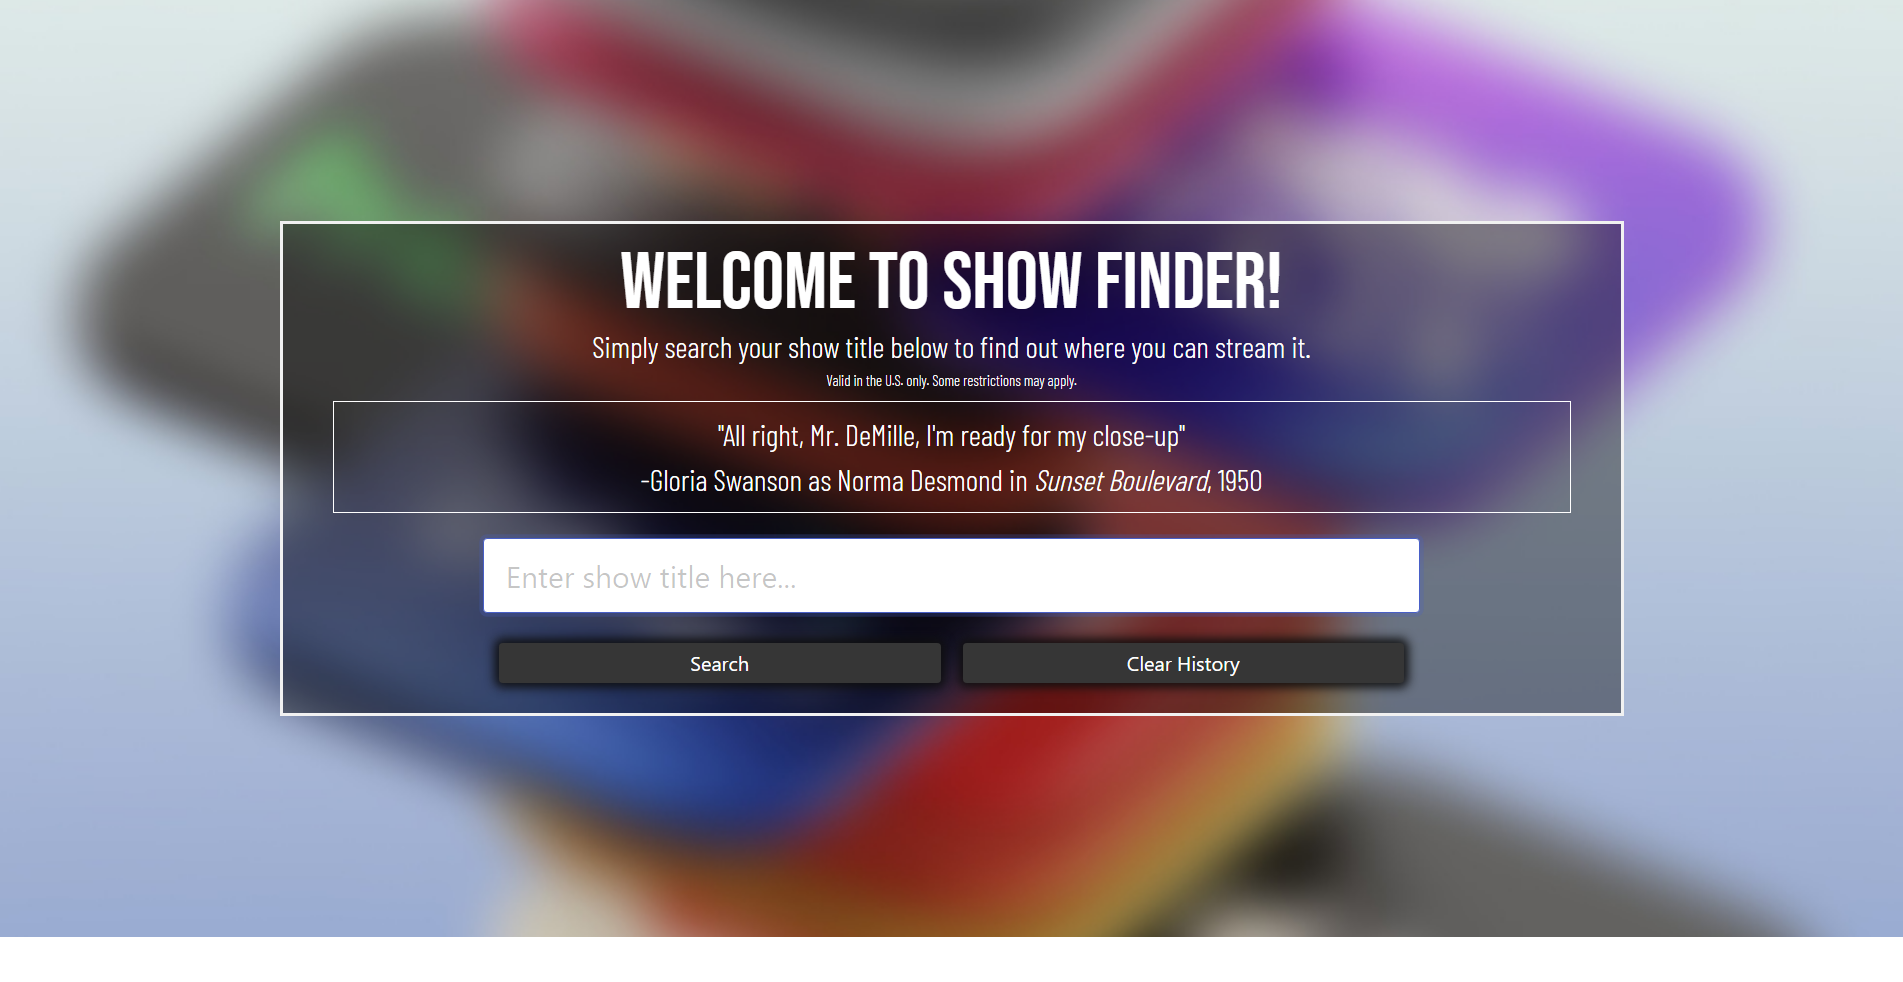 WELCOME TO SHOW FINDER!
Simply search your show title below to find out where you can stream it.
Valid in the U.S. only. Some restrictions may apply.
"All right, Mr. DeMille, I'm ready for my close-up"
-Gloria Swanson as Norma Desmond in Sunset Boulevard, 1950
Enter show title here...
Search
Clear History